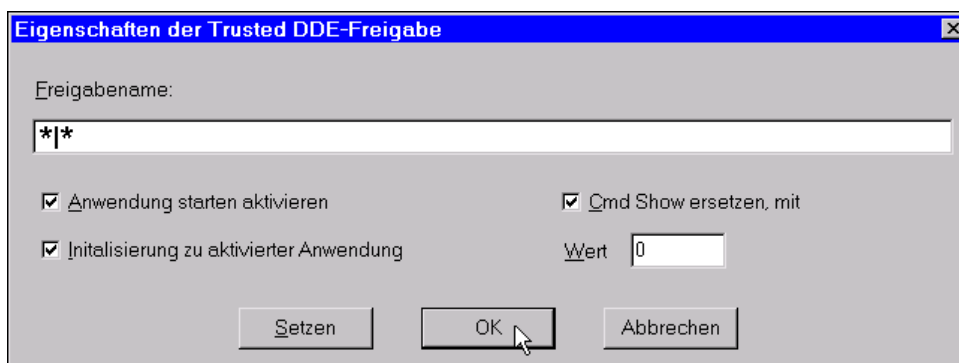 Eigenschaften der Trusted DDE-Freigabe
Freigabename:
*|*
Anwendung starten aktivieren
Cmd Show ersetzen, mit
Initalisierung zu aktivierter Anwendung
Wert 0
Setzen OK Abbrechen